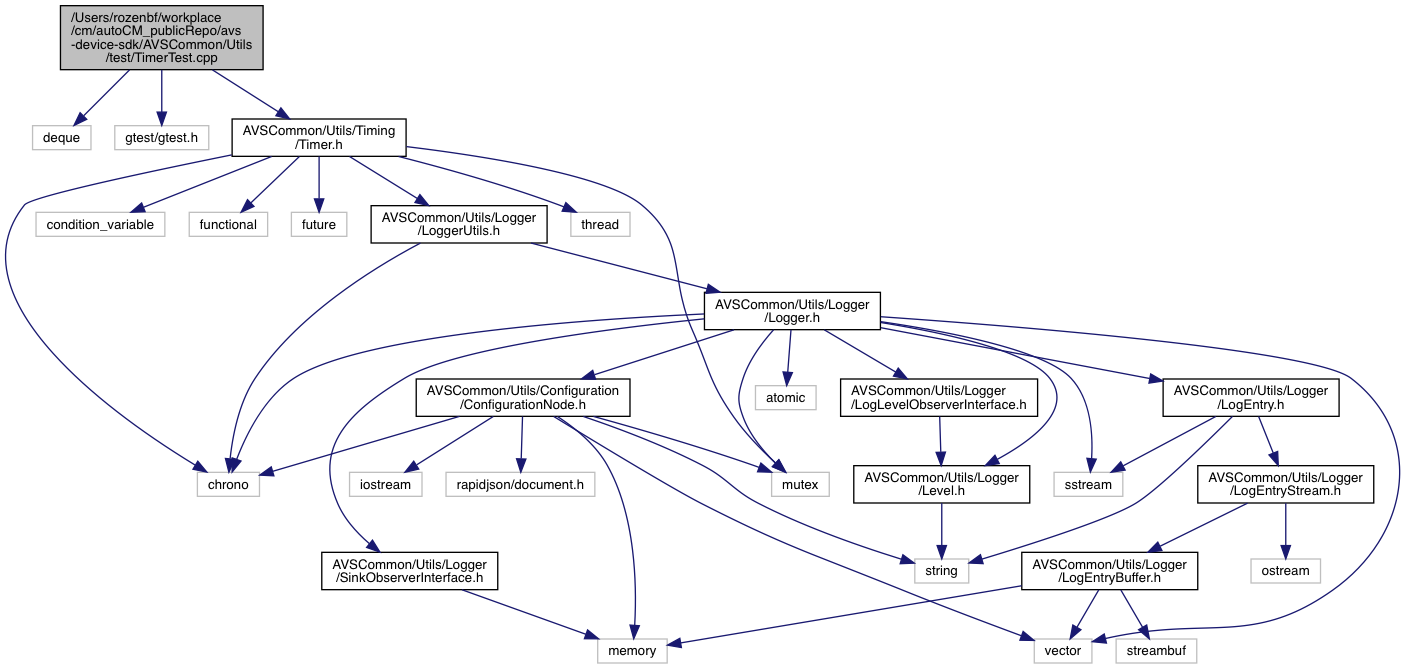 /Users/rozenbf/workplace
/cm/autoCM_publicRepo/avs
-device-sdk/AVSCommon/Utils
/test/TimerTest.cpp
deque
gtest/gtest.h
AVSCommon/Utils/Timing
/Timer.h
condition_variable
functional
future
AVSCommon/Utils/Logger
/LoggerUtils.h
thread
AVSCommon/Utils/Logger
/Logger.h
AVSCommon/Utils/Configuration
/ConfigurationNode.h
atomic
AVSCommon/Utils/Logger
/LogLevelObserverInterface.h
AVSCommon/Utils/Logger
/LogEntry.h
chrono
iostream
rapidjson/document.h
mutex
AVSCommon/Utils/Logger
/Level.h
sstream
AVSCommon/Utils/Logger
/LogEntryStream.h
AVSCommon/Utils/Logger
/SinkObserverInterface.h
string
AVSCommon/Utils/Logger
/LogEntryBuffer.h
ostream
memory
vector
streambuf